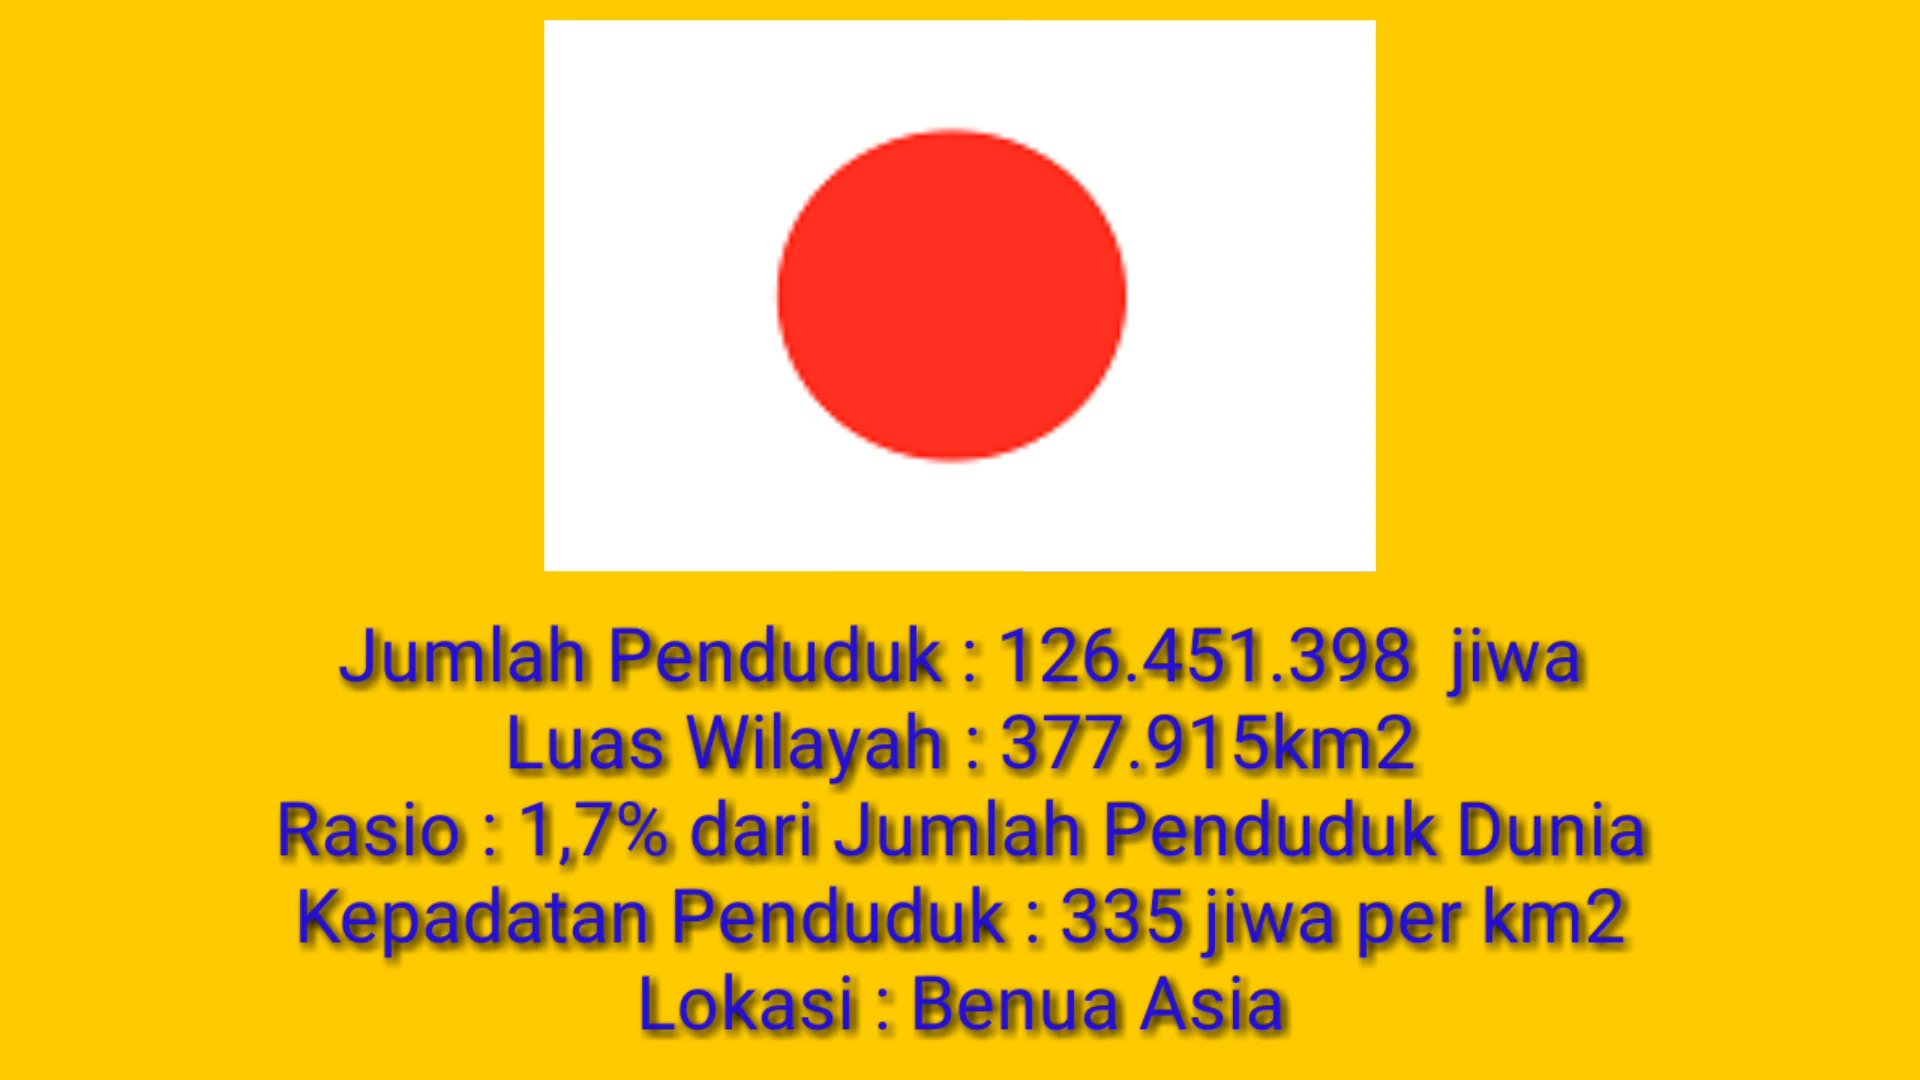 Jumlah Penduduk : 126.451.398  jiwa
Luas Wilayah : 377.915km2
Rasio : 1,7% dari Jumlah Penduduk Dunia
Kepadatan Penduduk : 335 jiwa per km2
Lokasi : Benua Asia